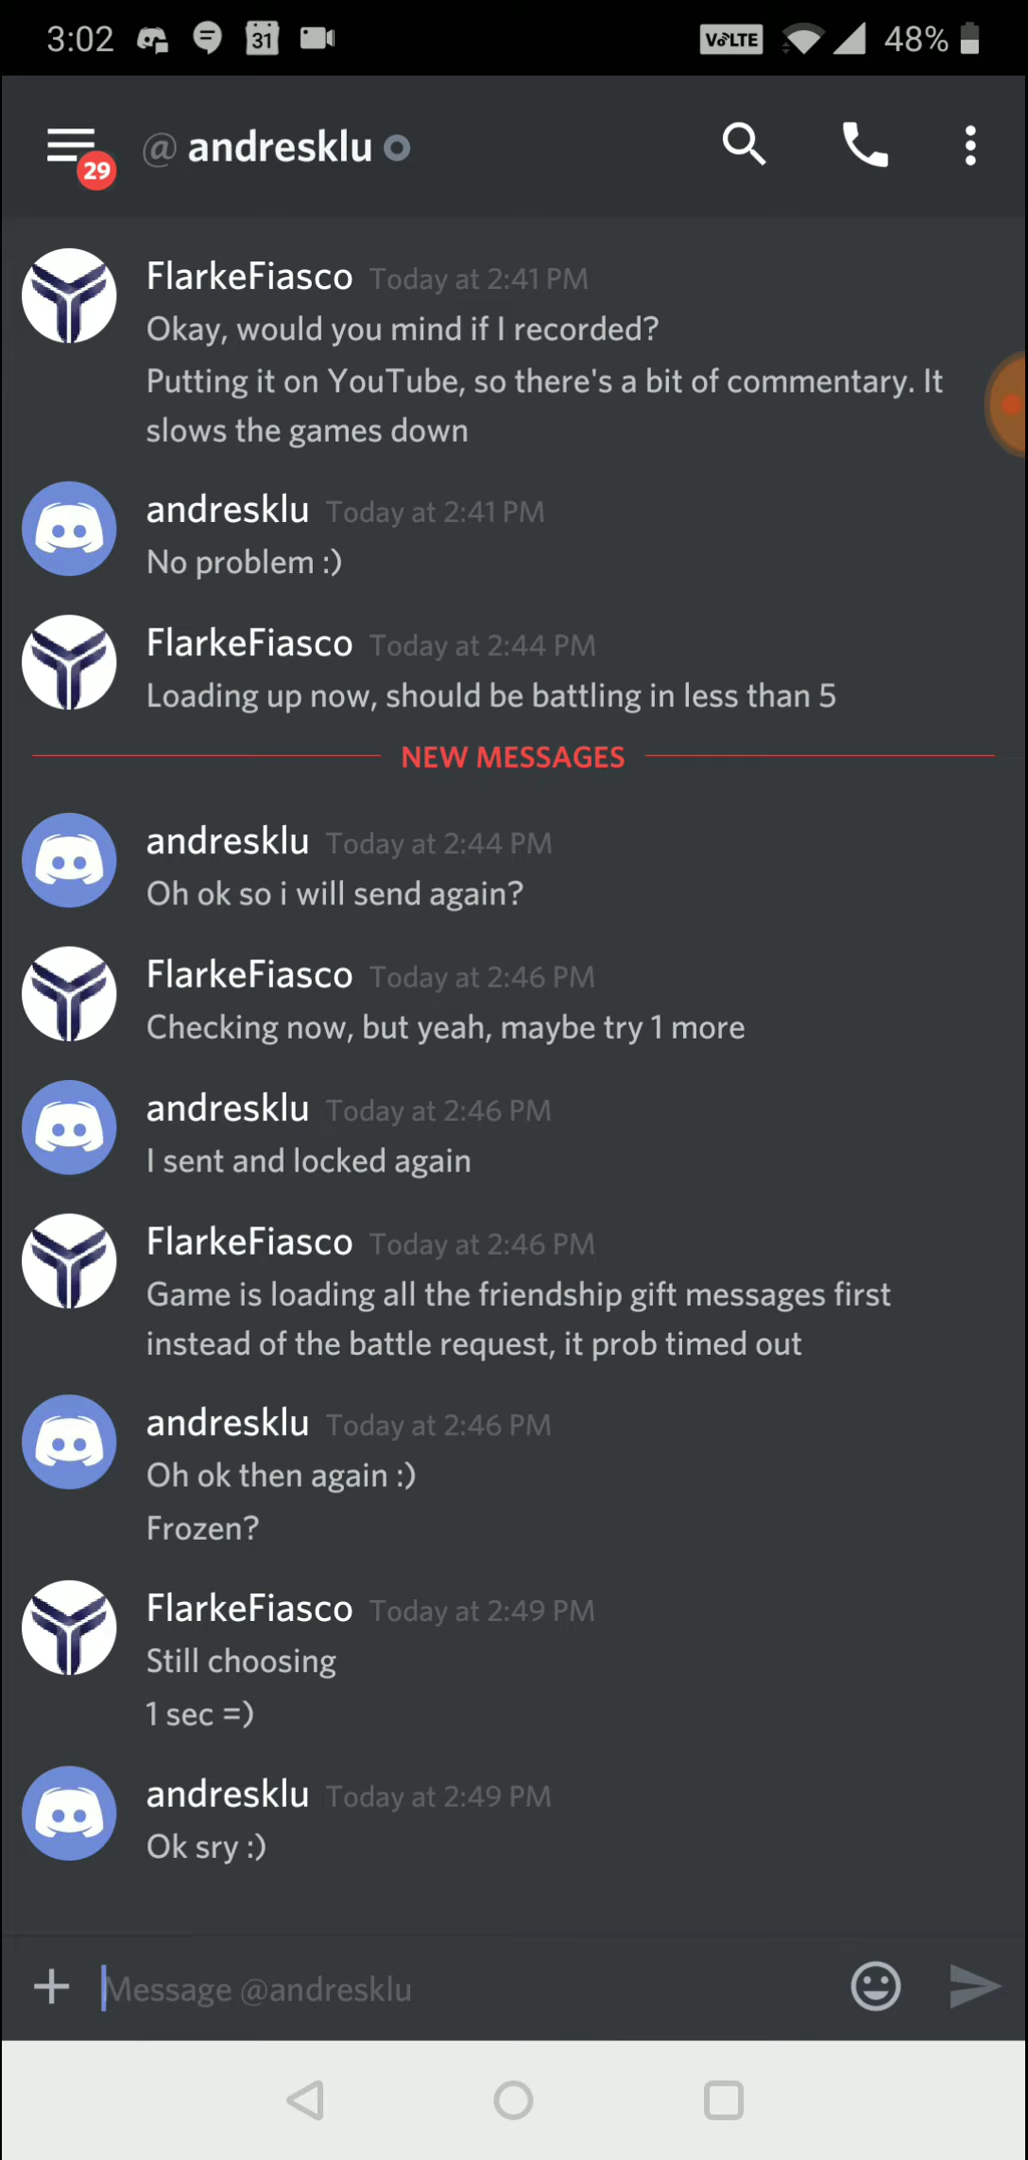 3:02 31 VoLTE 48%
29 @ andresklu
FlarkeFiasco Today at 2:41 PM
Okay, would you mind if I recorded?
Putting it on YouTube, so there's a bit of commentary. It
slows the games down
andresklu Today at 2:41 PM
No problem :)
FlarkeFiasco Today at 2:44 PM
Loading up now, should be battling in less than 5
NEW MESSAGES
andresklu Today at 2:44 PM
Oh ok so i will send again?
FlarkeFiasco Today at 2:46 PM
Checking now, but yeah, maybe try 1 more
andresklu Today at 2:46 PM
I sent and locked again
FlarkeFiasco Today at 2:46 PM
Game is loading all the friendship gift messages first
instead of the battle request, it prob timed out
andresklu Today at 2:46 PM
Oh ok then again :)
Frozen?
FlarkeFiasco Today at 2:49 PM
Still choosing
1 sec =)
andresklu Today at 2:49 PM
Ok sry :)
Message @andresklu